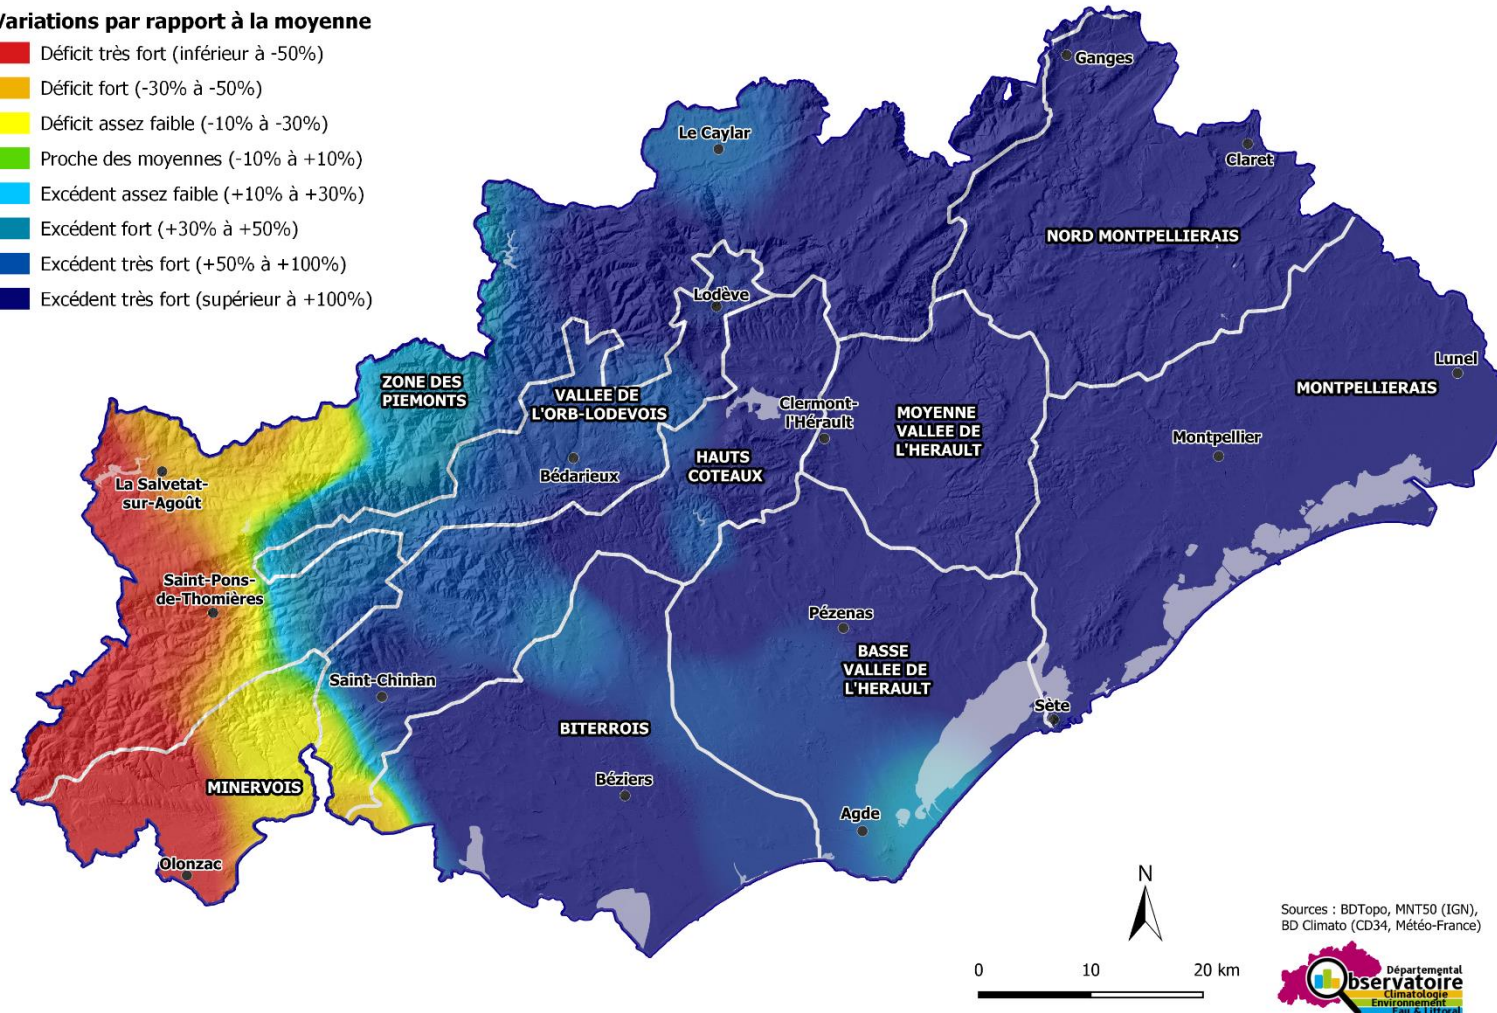 Variations par rapport à la moyenne
Déficit très fort (inférieur à -50%)
Déficit fort (-30% à -50%)
Déficit assez faible (-10% à -30%)
Proche des moyennes (-10% à +10%)
Excédent assez faible (+10% à +30%)
Excédent fort (+30% à +50%)
Excédent très fort (+50% à +100%)
Excédent très fort (supérieur à +100%)
Ganges
Le Caylar
Claret
NORD MONTPELLIERAIS
Lodève
Lunel
ZONE DES
PIEMONTS
VALLEE DE
L'ORB-LODEVOIS
MONTPELLIERAIS
Clermont-
l'Hérault
MOYENNE
VALLEE DE
L'HERAULT
Montpellier
HAUTS
COTEAUX
Bédarieux
La Salvetat-
sur-Agoût
Saint-Pons-
de-Thomières
Pézenas
BASSE
VALLEE DE
L'HERAULT
Saint-Chinian
Sète
BITERROIS
Béziers
MINERVOIS
Agde
Olonzac
N
0 10 20 km
Sources : BDTopo, MNT50 (IGN),
BD Climato (CD34, Météo-France)
Départemental
Observatoire
Climatologie
Environnement
Eau & Littoral